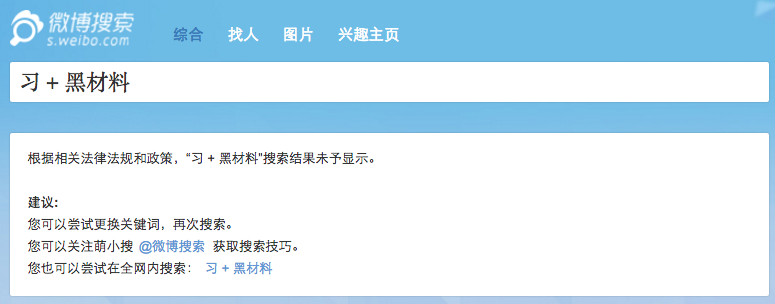 微博搜索
s.weibo.com
综合 找人 图片 兴趣主页
习 + 黑材料
根据相关法律法规和政策，“习 + 黑材料”搜索结果未予显示。
建议：
您可以尝试更换关键词，再次搜索。
您可以关注萌小搜 @微博搜索 获取搜索技巧。
您也可以尝试在全网内搜索： 习 + 黑材料